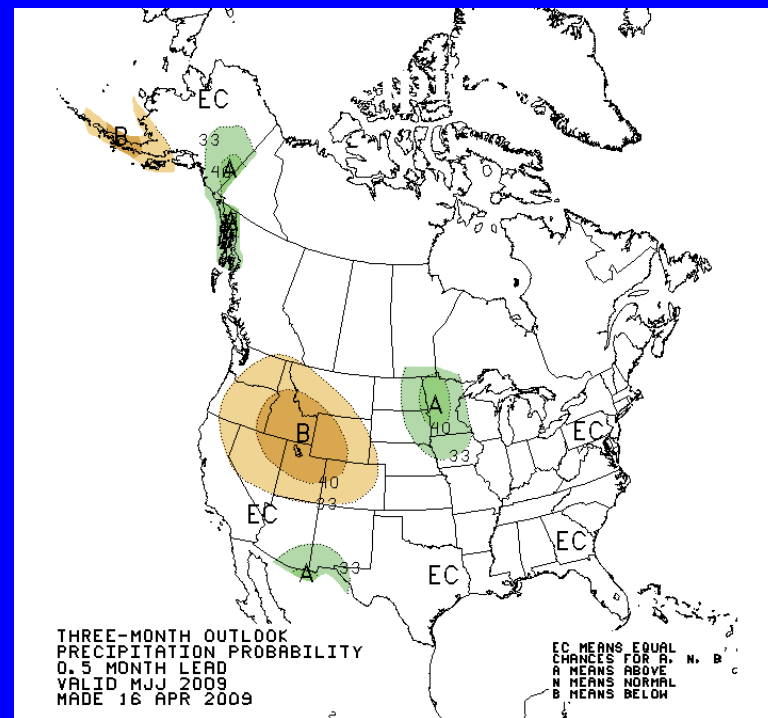 EC
B
33
40
A
A
B
40
EC
33
40
33
EC
EC
A
33
EC
THREE-MONTH OUTLOOK
PRECIPITATION PROBABILITY
0.5 MONTH LEAD
VALID MJJ 2009
MADE 16 APR 2009
EC MEANS EQUAL
CHANCES FOR A, N, B
A MEANS ABOVE
N MEANS NORMAL
B MEANS BELOW